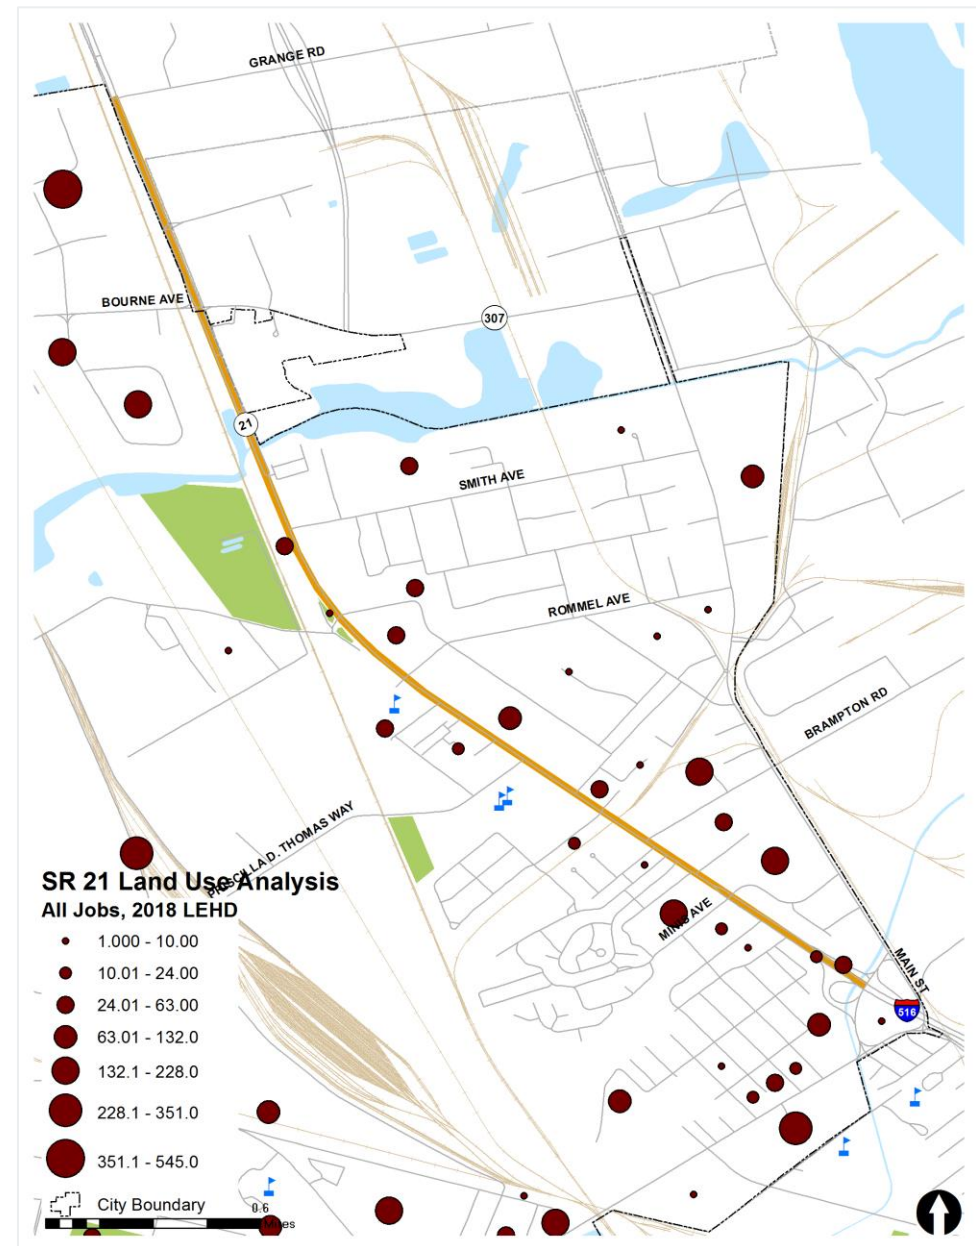 GRANGE RD
BOURNE AVE
307
21
SMITH AVE
ROMMEL AVE
BRAMPTON RD
PRISCILLA D. THOMAS WAY
MINIS AVE
MAIN ST
516
SR 21 Land Use Analysis
All Jobs, 2018 LEHD
1.000 - 10.00
10.01 - 24.00
24.01 - 63.00
63.01 - 132.0
132.1 - 228.0
228.1 - 351.0
351.1 - 545.0
City Boundary
0.6
Miles